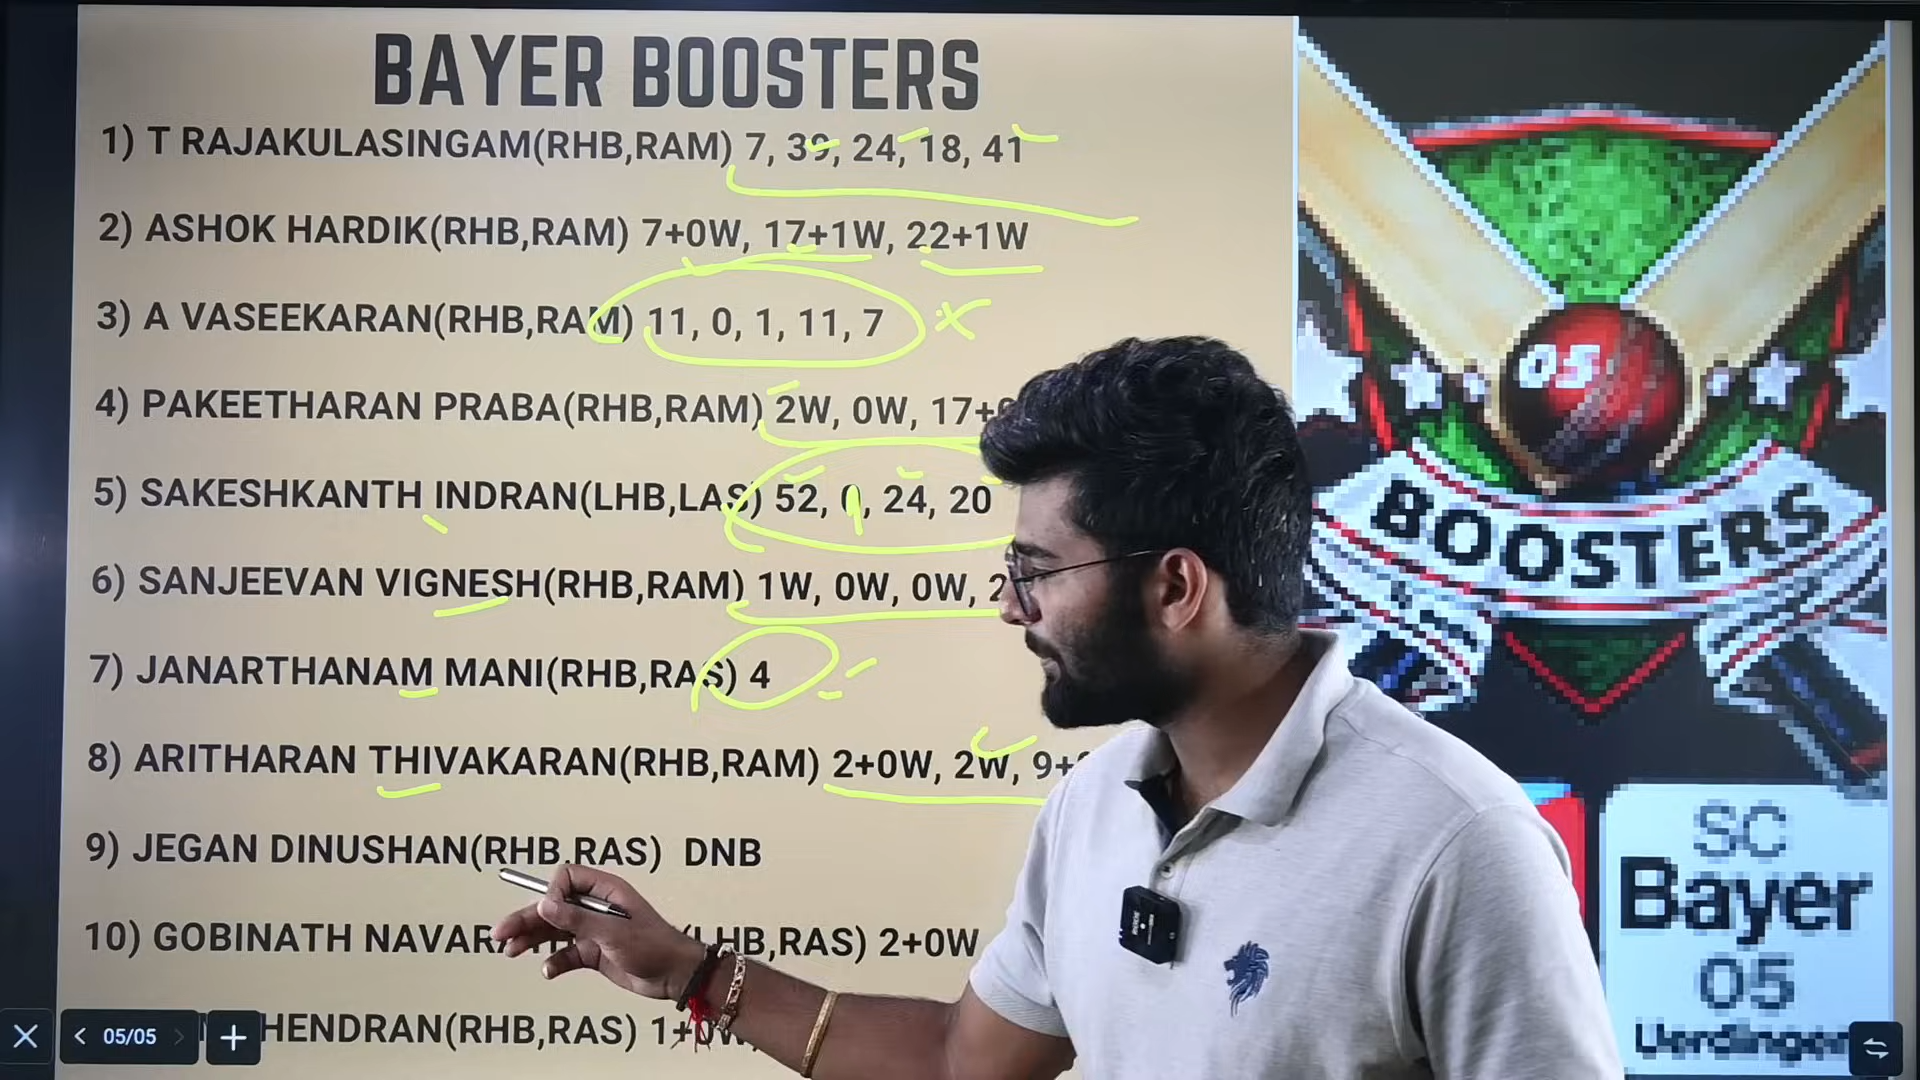 BAYER BOOSTERS
1) T RAJAKULASINGAM(RHB,RAM) 7, 39, 24, 18, 41
2) ASHOK HARDIK(RHB,RAM) 7+0W, 17+1W, 22+1W
3) A VASEEKARAN(RHB,RAM) 11, 0, 1, 11, 7
4) PAKEETHARAN PRABA(RHB,RAM) 2W, 0W, 17+
5) SAKESHKANTH INDRAN(LHB,LAS) 52, 24, 20
6) SANJEEVAN VIGNESH(RHB,RAM) 1W, 0W, 0W, 2
7) JANARTHANAM MANI(RHB,RAS) 4
8) ARITHARAN THIVAKARAN(RHB,RAM) 2+0W, 2W, 9+
9) JEGAN DINUSHAN(RHB,RAS) DNB
10) GOBINATH (LHB,RAS) 2+0W
HENDRAN(RHB,RAS) 1+0W,
05/05
05
BOOSTERS
SC
Bayer
05
Uerdingen